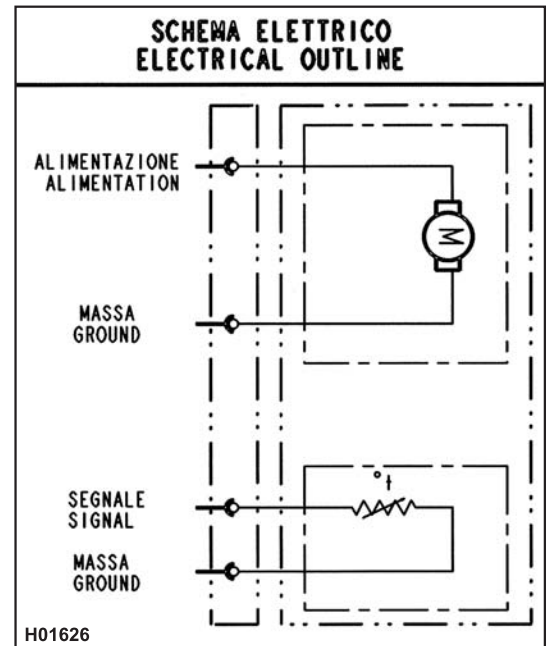 SCHEMA ELETTRICO
ELECTRICAL OUTLINE
ALIMENTAZIONE
ALIMENTATION
M
MASSA
GROUND
° t
SEGNALE
SIGNAL
MASSA
GROUND
H01626